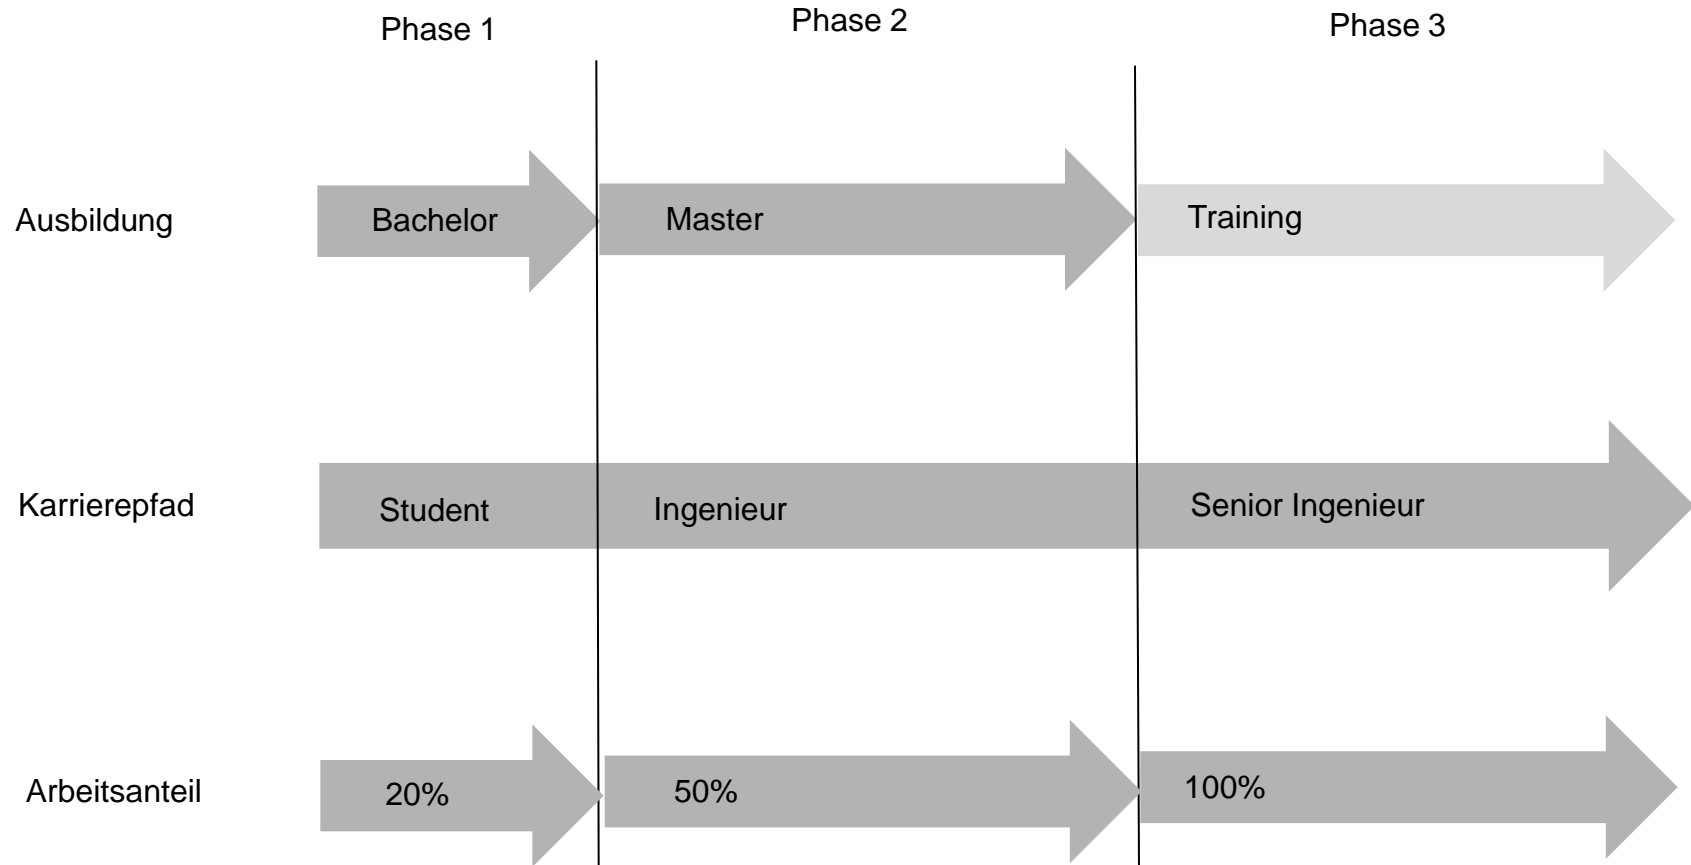 Phase 1
Phase 2
Phase 3
Ausbildung
Bachelor
Master
Training
Karrierepfad
Student
Ingenieur
Senior Ingenieur
Arbeitsanteil
20%
50%
100%